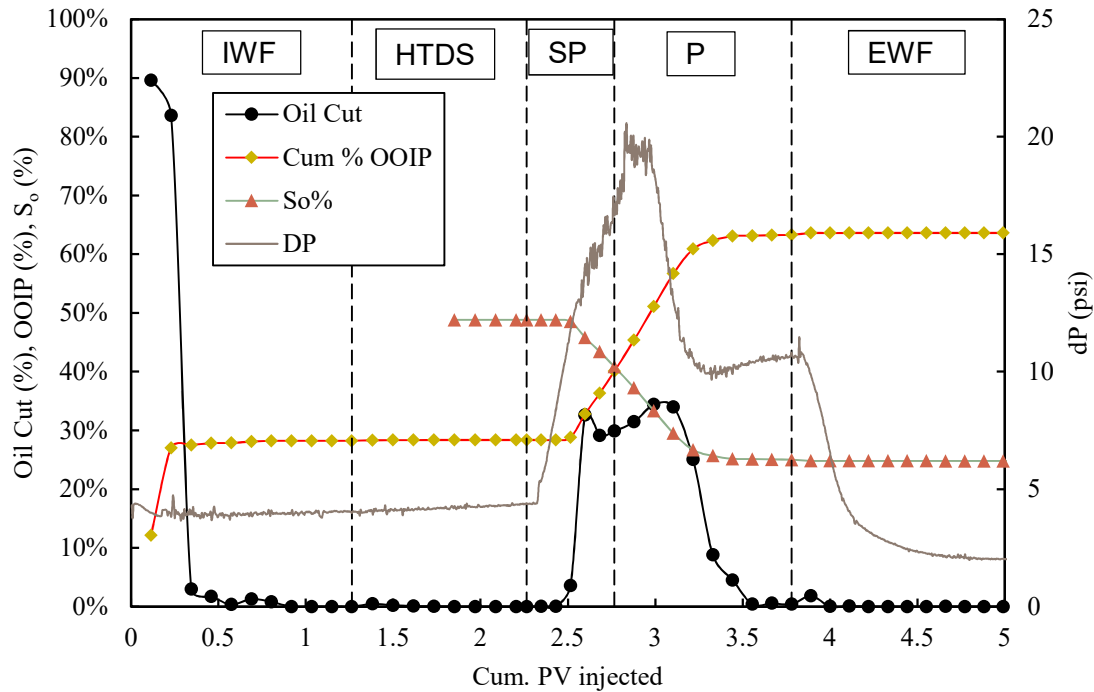 100%
90%
80%
70%
60%
50%
40%
30%
20%
10%
0%
Oil Cut (%), OOIP (%), So (%)
IWF
HTDS
SP
P
EWF
Oil Cut
Cum % OOIP
So%
DP
25
20
15
10
5
0
dP (psi)
0 0.5 1 1.5 2 2.5 3 3.5 4 4.5 5
Cum. PV injected